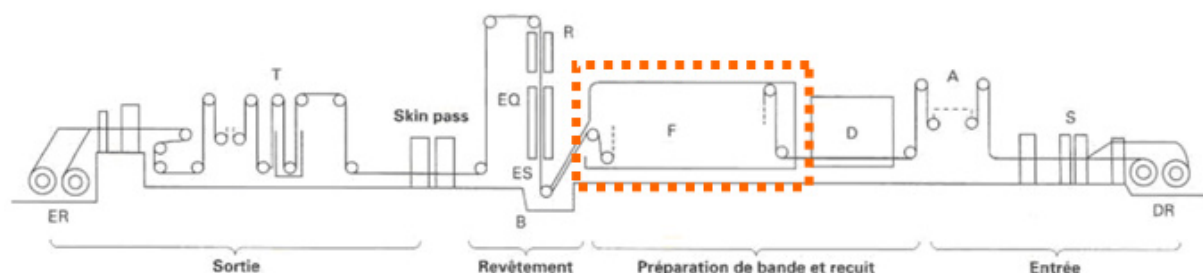 R
T
A
Skin pass
EQ
F
D
S
ES
ER
B
DR
Sortie
Revêtement
Préparation de bande et recuit
Entrée